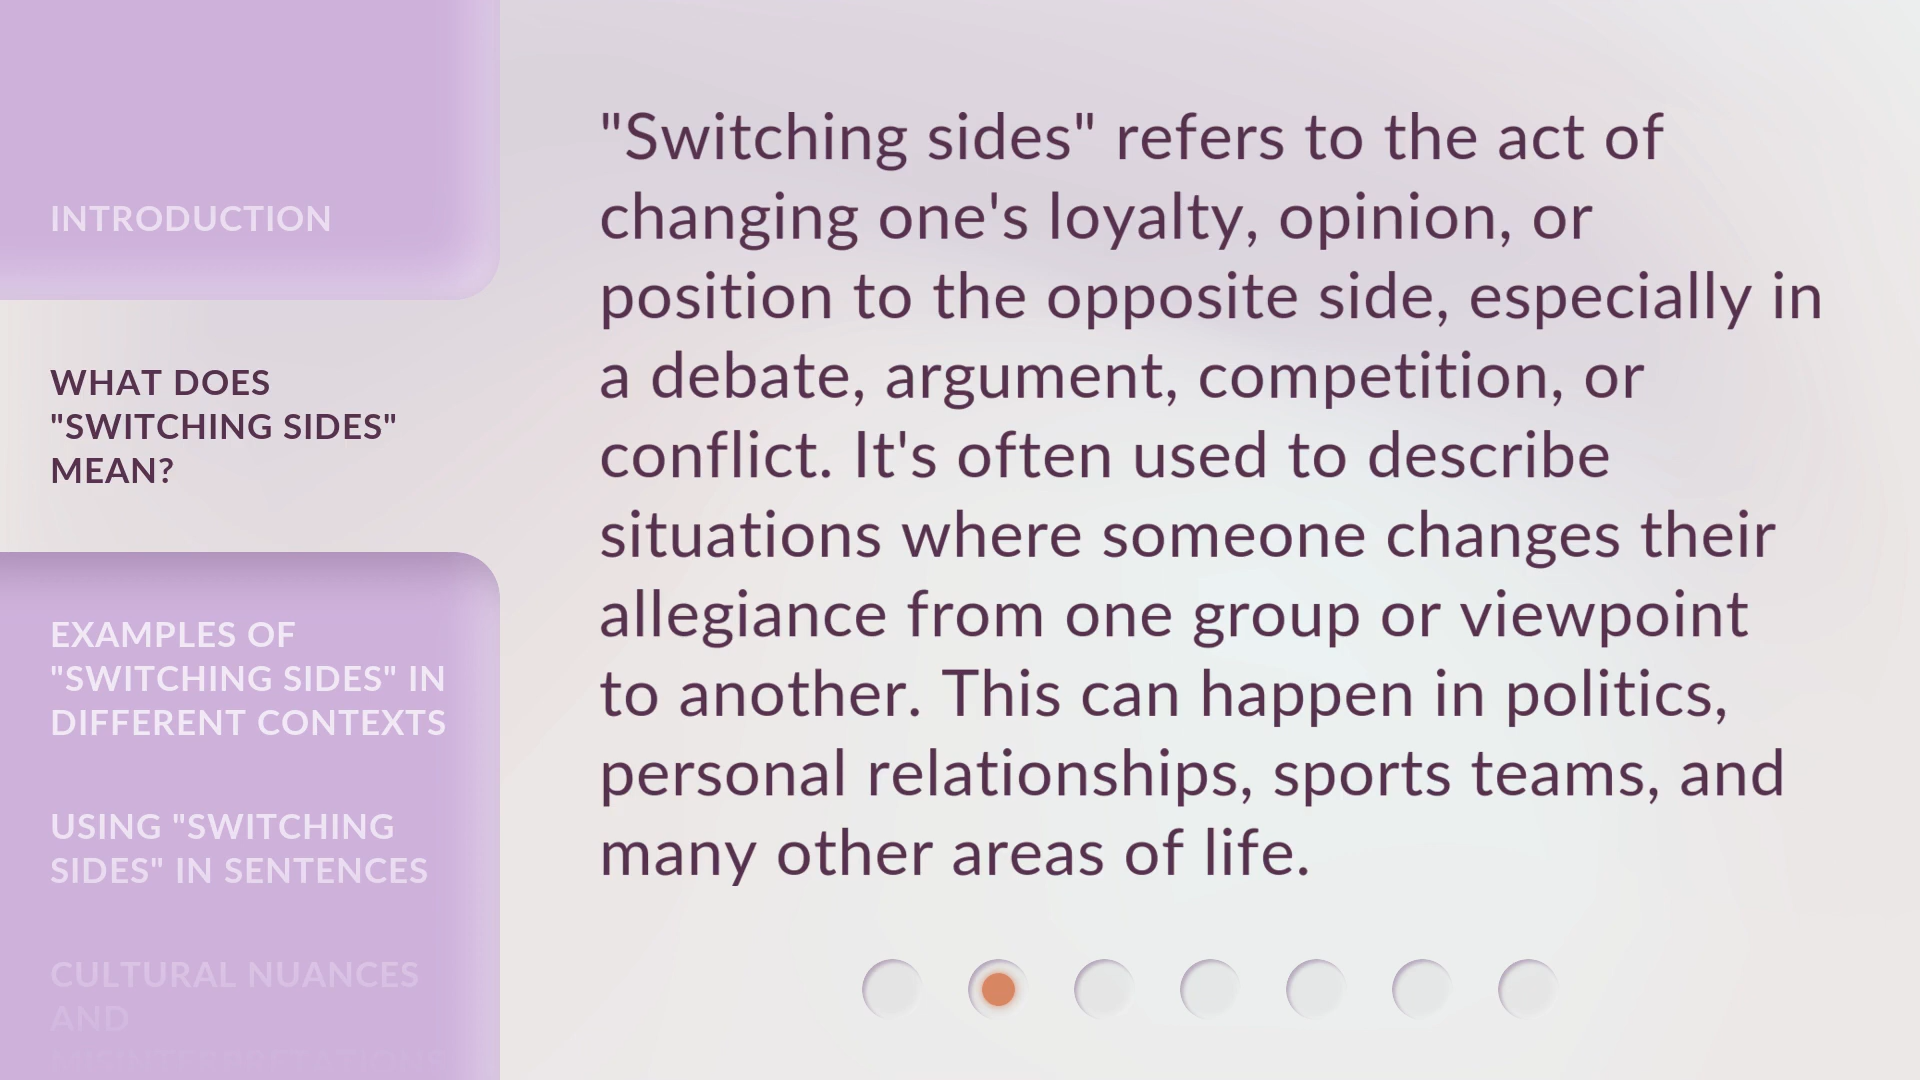 INTRODUCTION
WHAT DOES
"SWITCHING SIDES"
MEAN?
EXAMPLES OF
"SWITCHING SIDES" IN
DIFFERENT CONTEXTS
USING "SWITCHING
SIDES" IN SENTENCES
CULTURAL NUANCES
AND
MISINTERPRETATIONS
"Switching sides" refers to the act of
changing one's loyalty, opinion, or
position to the opposite side, especially in
a debate, argument, competition, or
conflict. It's often used to describe
situations where someone changes their
allegiance from one group or viewpoint
to another. This can happen in politics,
personal relationships, sports teams, and
many other areas of life.